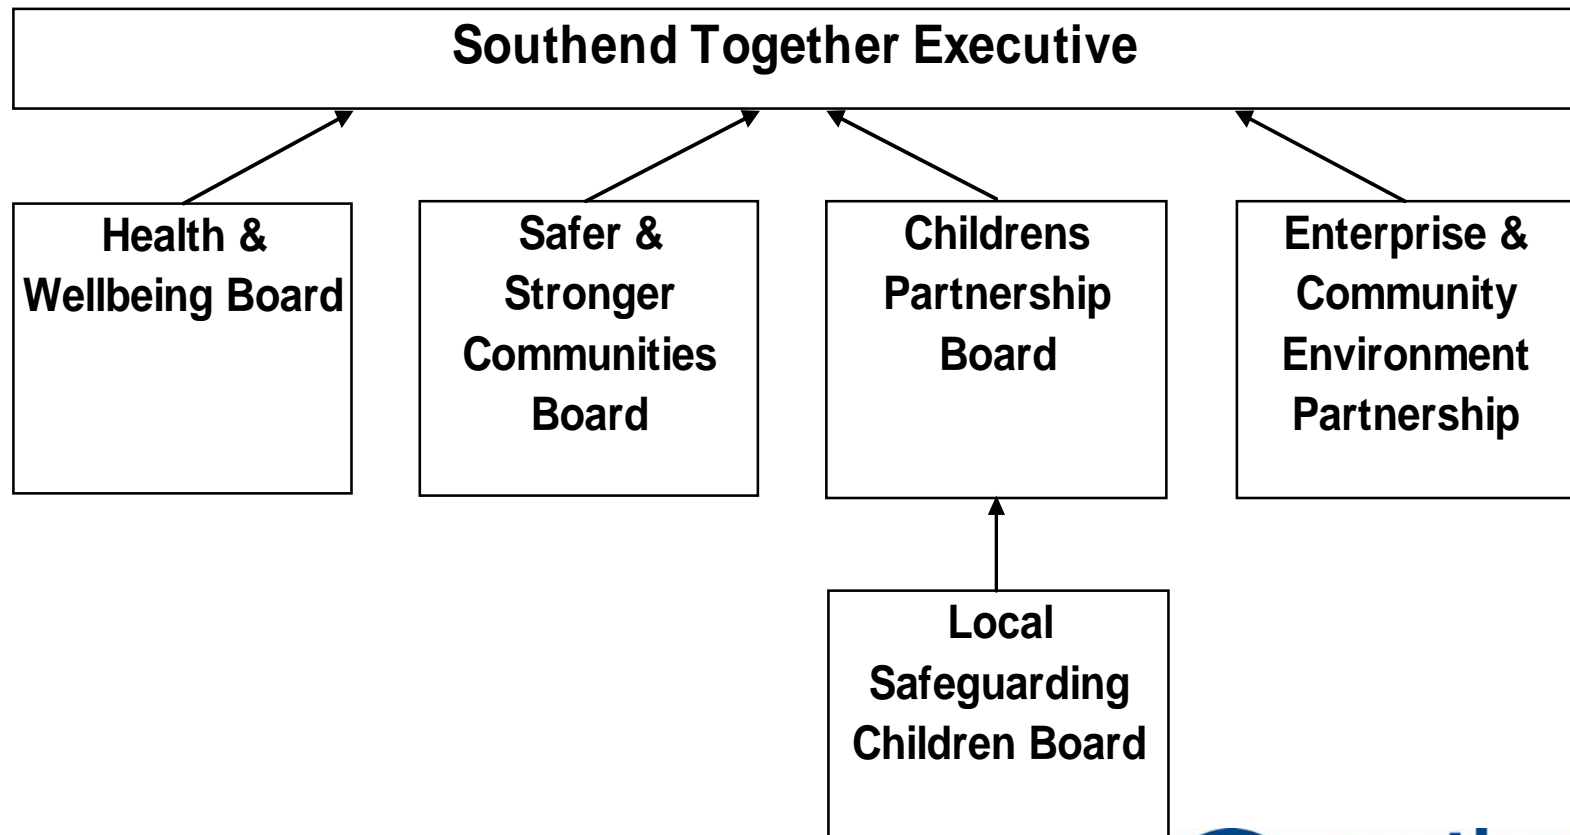 Southend Together Executive
Health &
Wellbeing Board
Safer &
Stronger
Communities
Board
Childrens
Partnership
Board
Enterprise &
Community
Environment
Partnership
Local
Safeguarding
Children Board